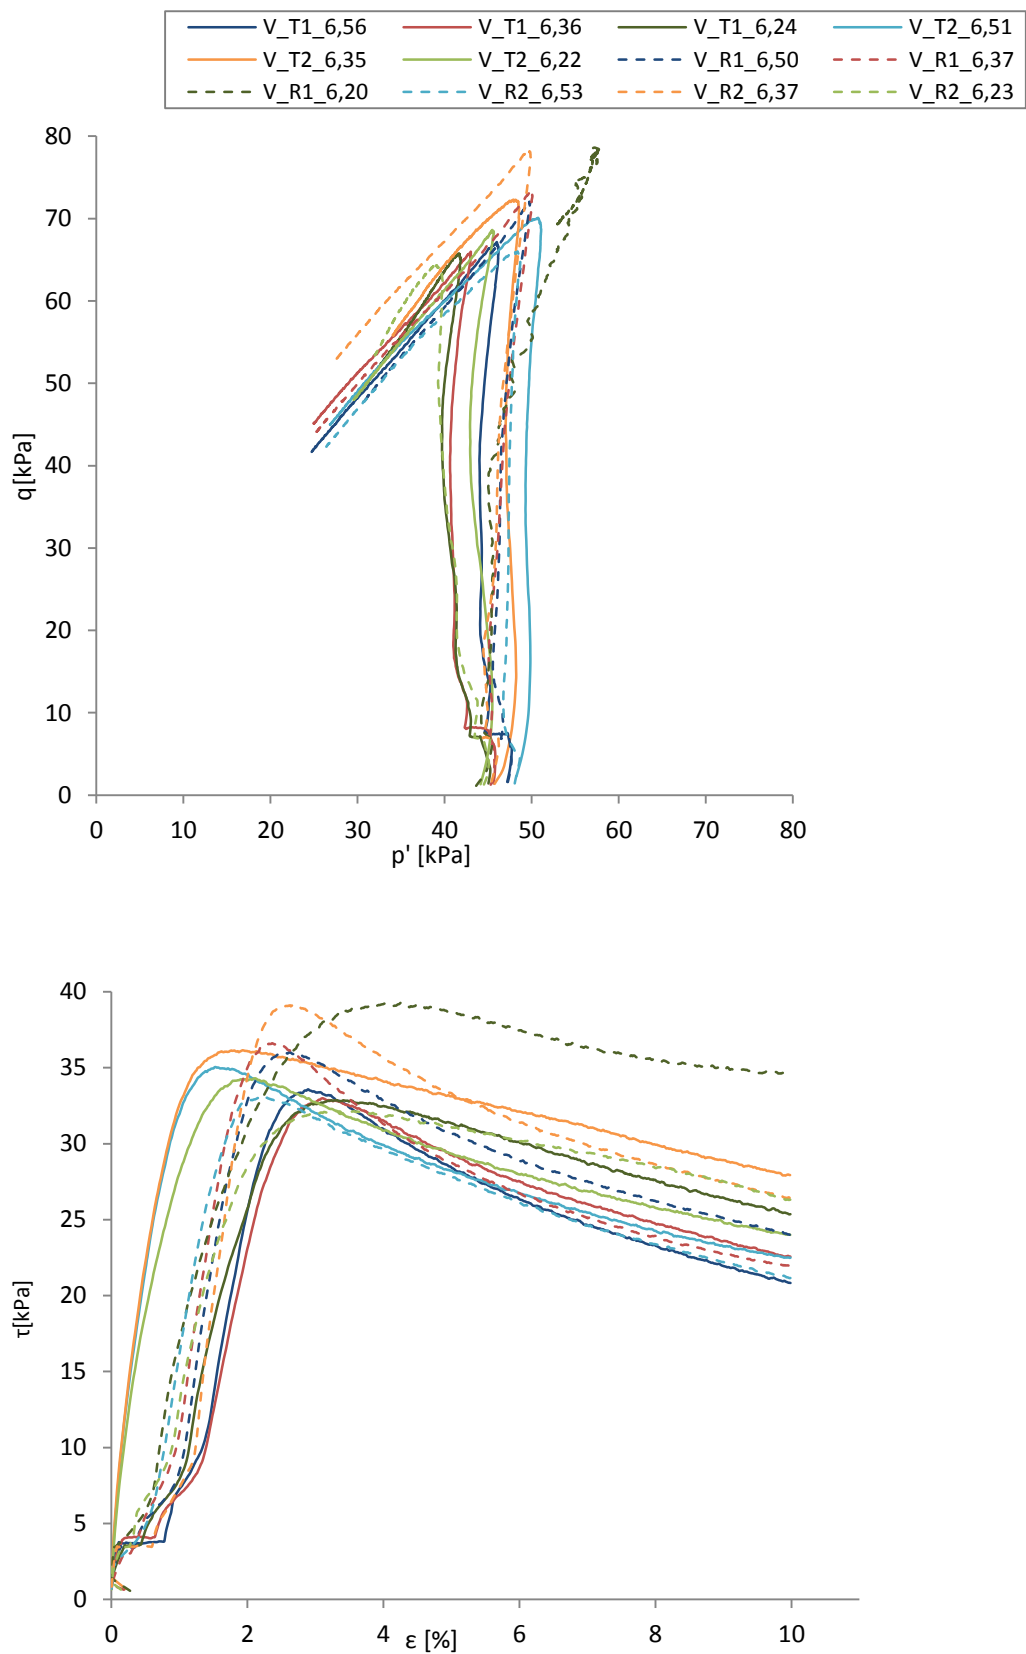 V_T1_6,56 V_T1_6,36 V_T1_6,24 V_T2_6,51
V_T2_6,35 V_T2_6,22 V_R1_6,50 V_R1_6,37
V_R1_6,20 V_R2_6,53 V_R2_6,37 V_R2_6,23
80
70
60
50
40
30
20
10
0
q[kPa]
0 10 20 30 40 50 60 70 80
p' [kPa]
40
35
30
25
20
15
10
5
0
τ[kPa]
0 2 4 6 8 10
ε [%]